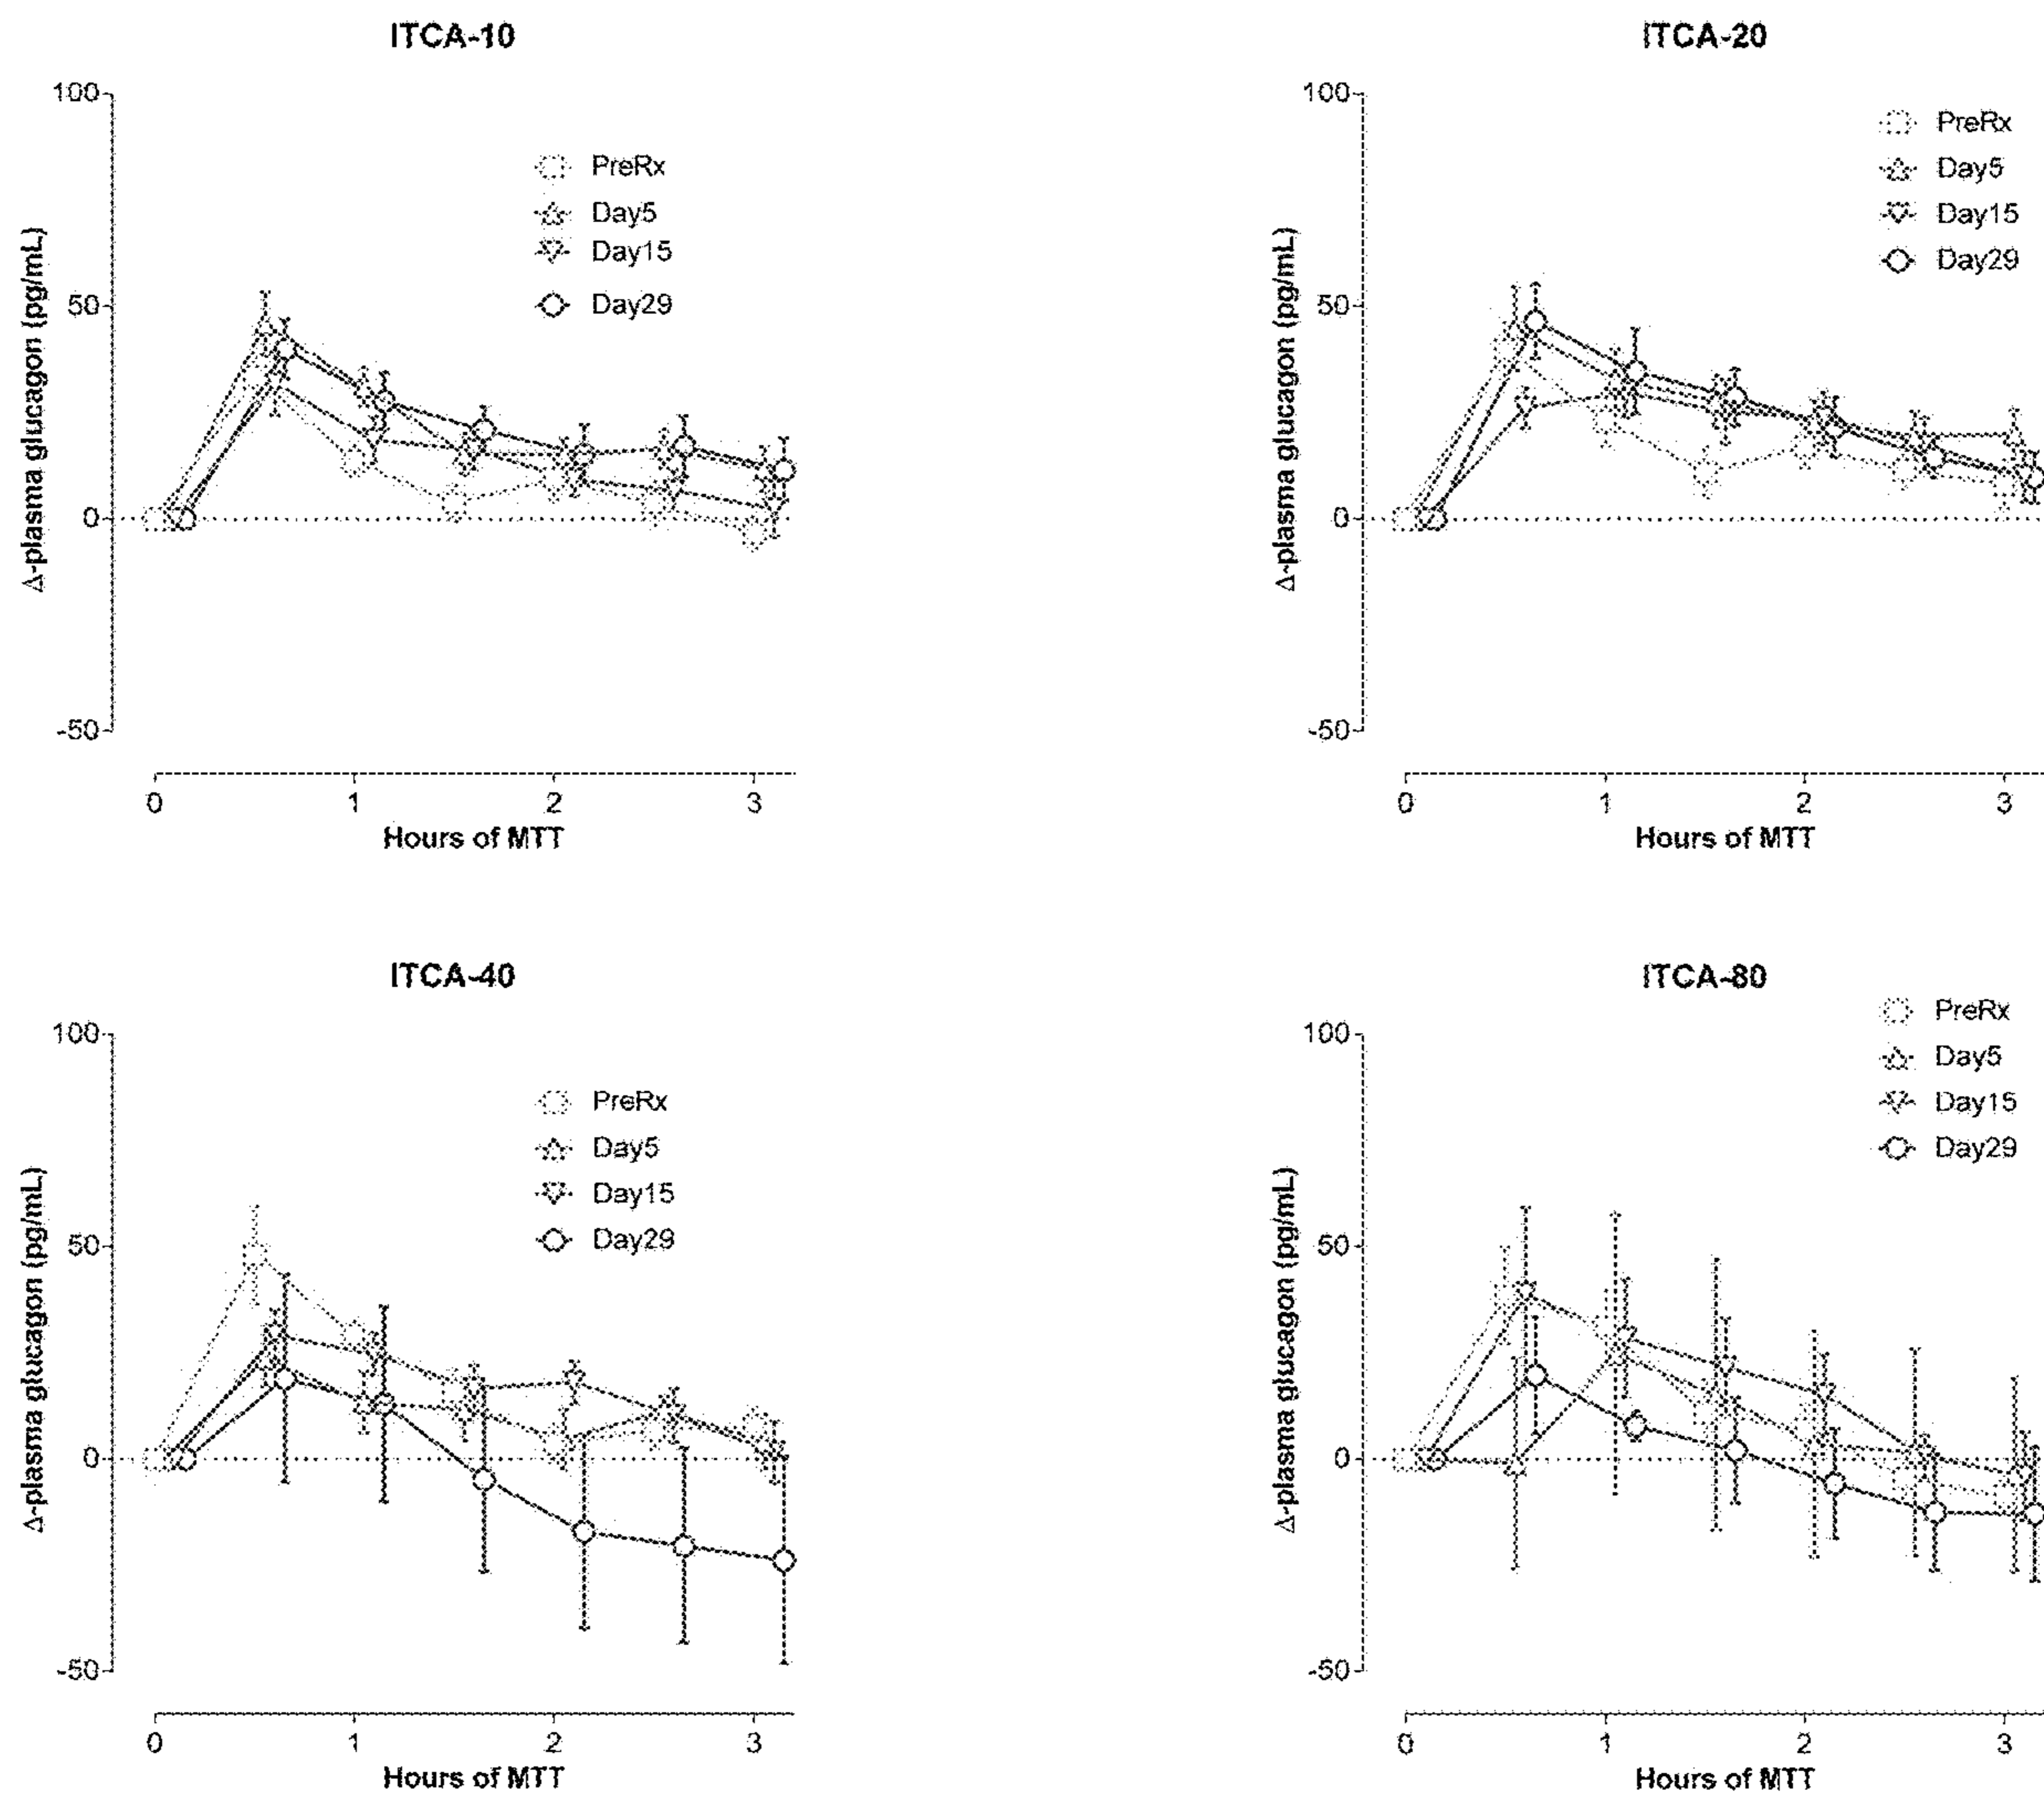 ITCA-10
100
50
0
-50
Δ-plasma glucagon (pg/mL)
PreRx
Day5
Day15
Day29
0 1 2 3
Hours of MTT
ITCA-20
100
50
0
-50
Δ-plasma glucagon (pg/mL)
PreRx
Day5
Day15
Day29
0 1 2 3
Hours of MTT
ITCA-40
100
50
0
-50
Δ-plasma glucagon (pg/mL)
PreRx
Day5
Day15
Day29
0 1 2 3
Hours of MTT
ITCA-80
100
50
0
-50
Δ-plasma glucagon (pg/mL)
PreRx
Day5
Day15
Day29
0 1 2 3
Hours of MTT